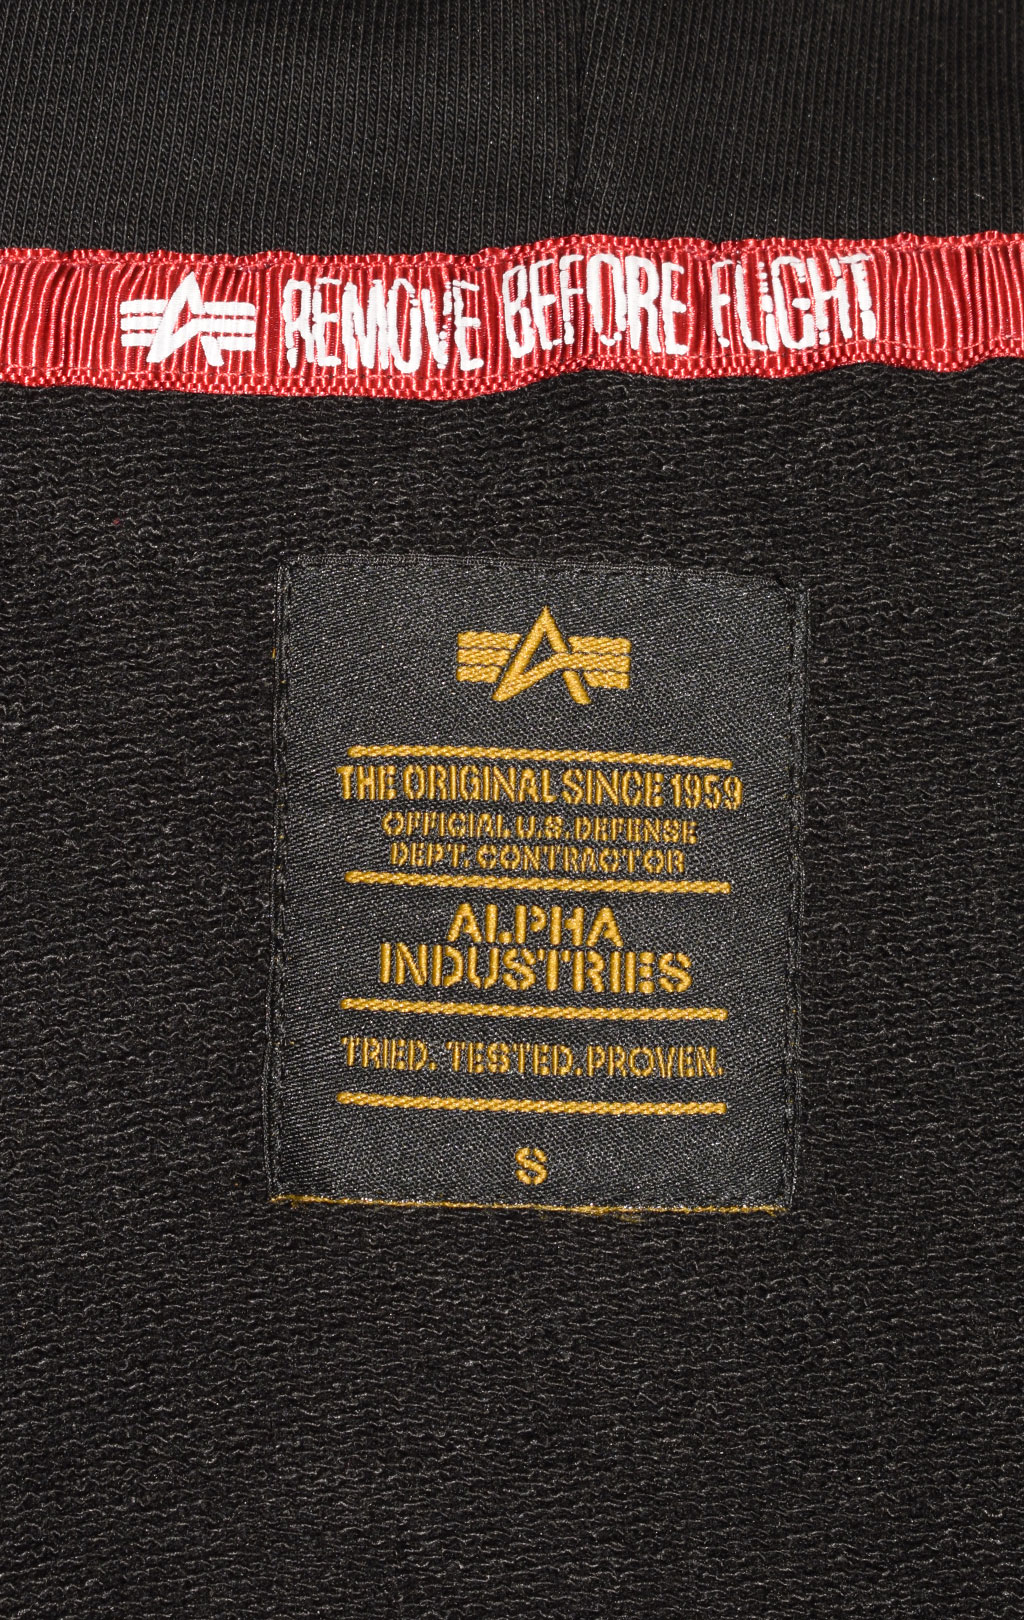 REMOVE BEFORE FLIGHT
THE ORIGINAL SINCE 1959
OFFICIAL U.S. DEFENSE
DEPT. CONTRACTOR
ALPHA
INDUSTRIES
TRIED. TESTED. PROVEN.
S